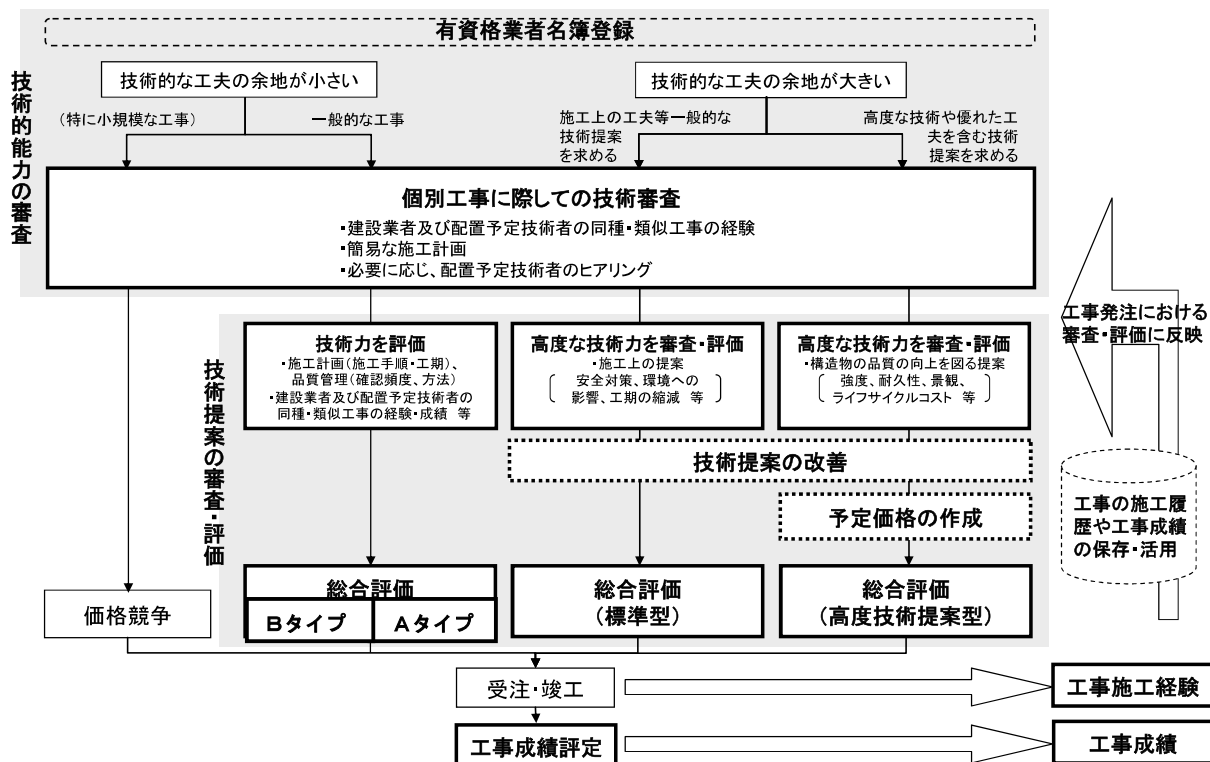 有資格業者名簿登録
技術的能力の審査
技術的な工夫の余地が小さい
技術的な工夫の余地が大きい
(特に小規模な工事)
一般的な工事
施工上の工夫等一般的な
技術提案
を求める
高度な技術や優れた工
夫を含む技術
提案を求める
個別工事に際しての技術審査
・建設業者及び配置予定技術者の同種・類似工事の経験
・簡易な施工計画
・必要に応じ、配置予定技術者のヒアリング
工事発注における
審査・評価に反映
技術提案の審査・評価
技術力を評価
・施工計画(施工手順・工期)、
品質管理(確認頻度、方法)
・建設業者及び配置予定技術者の
同種・類似工事の経験・成績 等
高度な技術力を審査・評価
・施工上の提案
安全対策、環境への
影響、工期の縮減 等
高度な技術力を審査・評価
・構造物の品質の向上を図る提案
強度、耐久性、景観、
ライフサイクルコスト 等
技術提案の改善
予定価格の作成
工事の施工履
歴や工事成績
の保存・活用
価格競争
総合評価
Bタイプ
Aタイプ
総合評価
(標準型)
総合評価
(高度技術提案型)
受注・竣工
工事施工経験
工事成績評定
工事成績